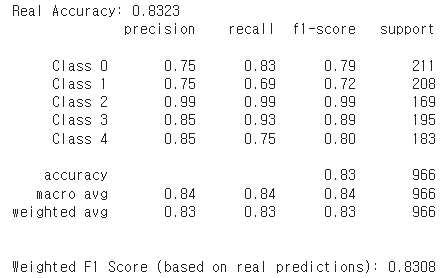 Real Accuracy: 0.8323
precision recall f1-score support
Class 0 0.75 0.83 0.79 211
Class 1 0.75 0.69 0.72 208
Class 2 0.99 0.99 0.99 169
Class 3 0.85 0.93 0.89 195
Class 4 0.85 0.75 0.80 183
accuracy 0.83 966
macro avg 0.84 0.84 0.84 966
weighted avg 0.83 0.83 0.83 966
Weighted F1 Score (based on real predictions): 0.8308